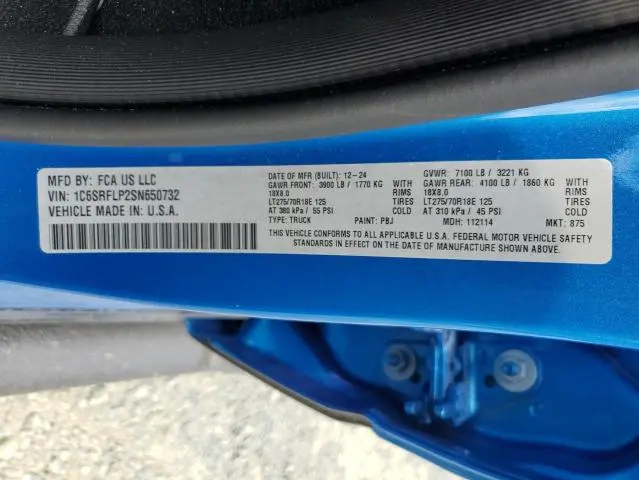 MFD BY: FCA US LLC
VIN: 1C6SRFLP2SN650732
VEHICLE MADE IN U.S.A.
DATE OF MFR (BUILT): 12-24 GVWR: 7100 LB / 3221 KG
GAWR FRONT: 3900 LB / 1770 KG WITH GAWR REAR: 4100 LB / 1860 KG WITH
18X8.0 RIMS 18X8.0 RIMS
LT275/70R18E 125 TIRES LT275/70R18E 125 TIRES
AT 380 kPa / 55 PSI COLD AT 310 kPa / 45 PSI COLD
TYPE: TRUCK PAINT: PBJ MDH: 112114 MKT: 875
THIS VEHICLE CONFORMS TO ALL APPLICABLE U.S.A. FEDERAL MOTOR VEHICLE SAFETY
STANDARDS IN EFFECT ON THE DATE OF MANUFACTURE SHOWN ABOVE.